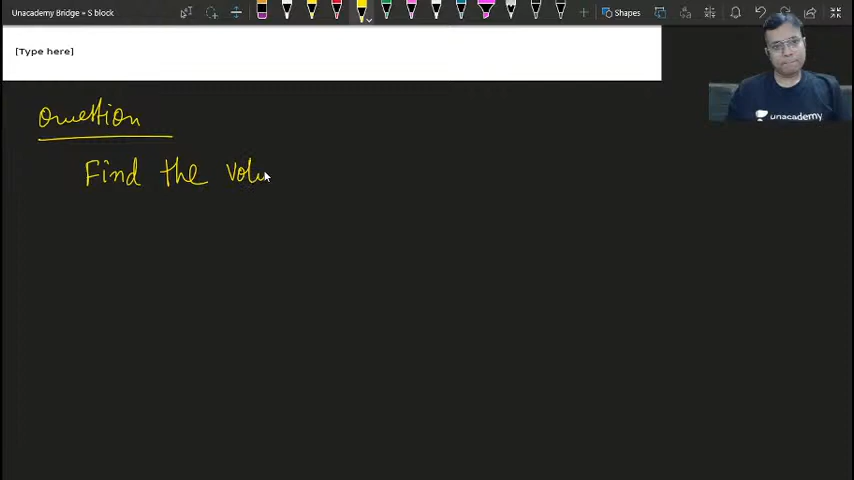 Unacademy Bridge - S block
Shapes
[Type here]
unacademy
Question
Find the volu